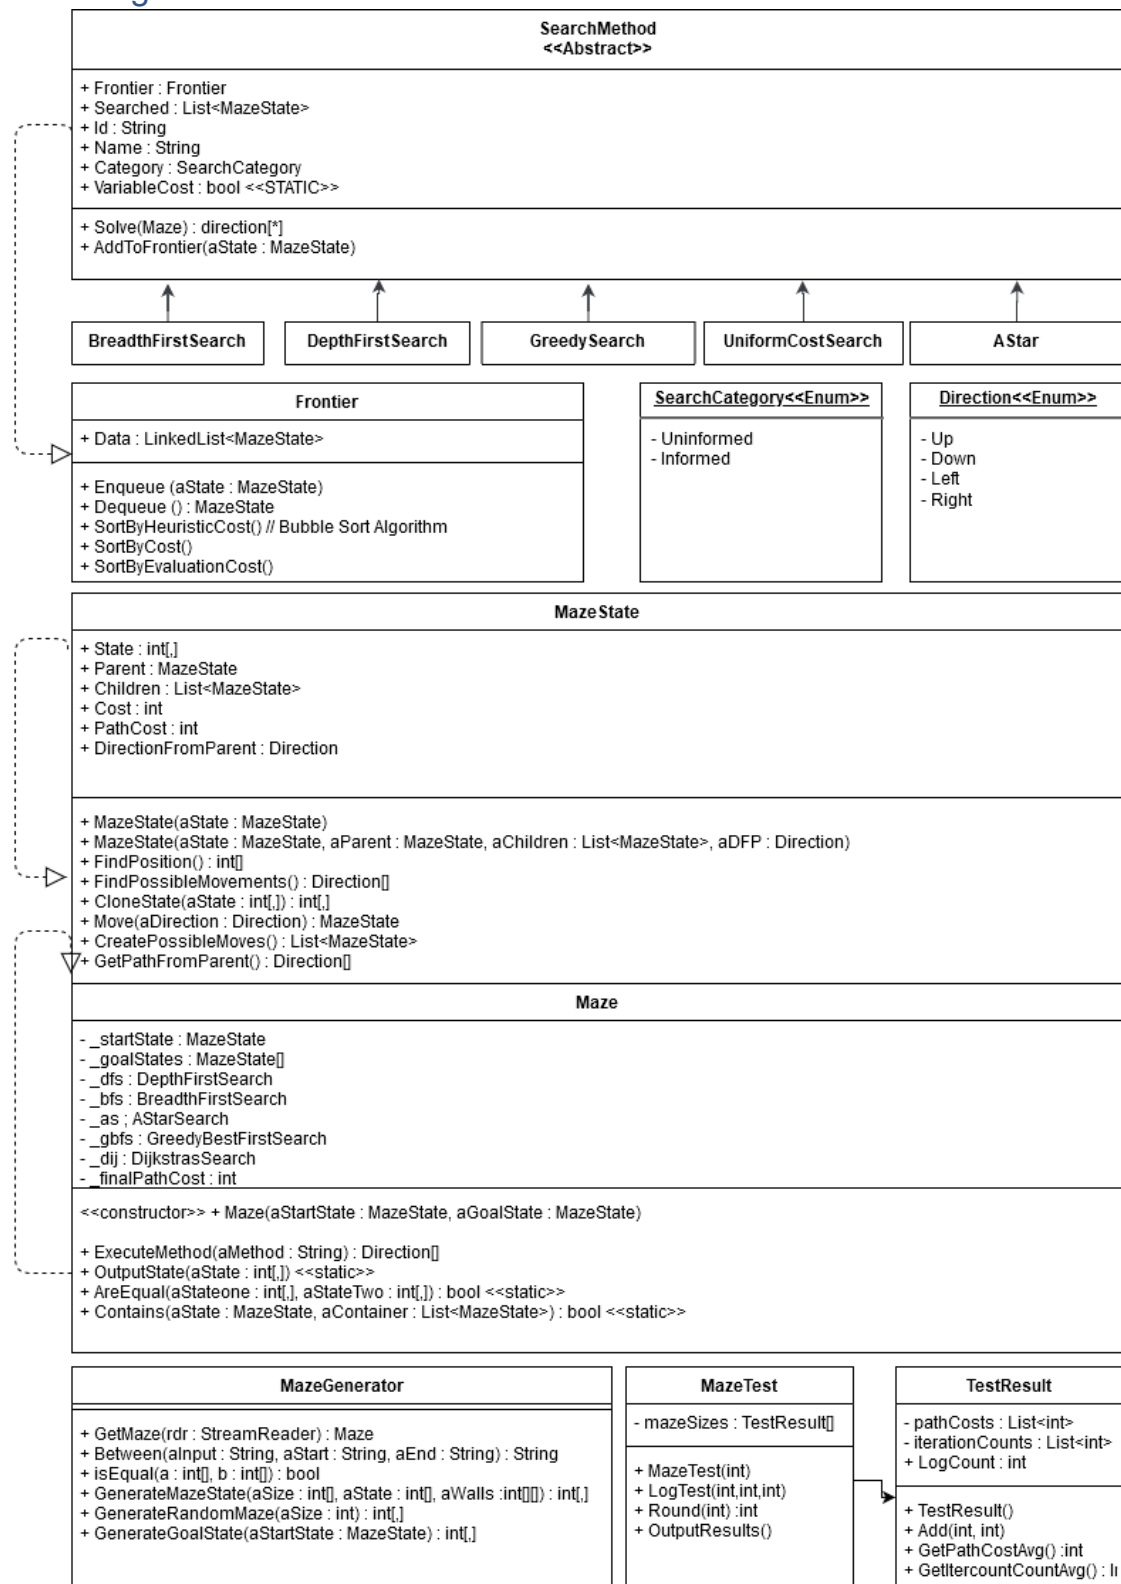 SearchMethod
<<Abstract>>
+ Frontier : Frontier
+ Searched : List<MazeState>
+ Id : String
+ Name : String
+ Category : SearchCategory
+ VariableCost : bool <<STATIC>>
+ Solve(Maze) : direction[*]
+ AddToFrontier(aState : MazeState)
BreadthFirstSearch
DepthFirstSearch
GreedySearch
UniformCostSearch
AStar
Frontier
+ Data : LinkedList<MazeState>
+ Enqueue (aState : MazeState)
+ Dequeue () : MazeState
+ SortByHeuristicCost() // Bubble Sort Algorithm
+ SortByCost()
+ SortByEvaluationCost()
SearchCategory<<Enum>>
- Uninformed
- Informed
Direction<<Enum>>
- Up
- Down
- Left
- Right
MazeState
+ State : int[,]
+ Parent : MazeState
+ Children : List<MazeState>
+ Cost : int
+ PathCost : int
+ DirectionFromParent : Direction
+ MazeState(aState : MazeState)
+ MazeState(aState : MazeState, aParent : MazeState, aChildren : List<MazeState>, aDFP : Direction)
+ FindPosition() : int[]
+ FindPossibleMovements() : Direction[]
+ CloneState(aState : int[,]) : int[,]
+ Move(aDirection : Direction) : MazeState
+ CreatePossibleMoves() : List<MazeState>
+ GetPathFromParent() : Direction[]
Maze
- _startState : MazeState
- _goalStates : MazeState[]
- _dfs : DepthFirstSearch
- _bfs : BreadthFirstSearch
- _as ; AStarSearch
- _gbfs : GreedyBestFirstSearch
- _dij : DijkstrasSearch
- _finalPathCost : int
<<constructor>> + Maze(aStartState : MazeState, aGoalState : MazeState)
+ ExecuteMethod(aMethod : String) : Direction[]
+ OutputState(aState : int[,]) <<static>>
+ AreEqual(aStateone : int[,], aStateTwo : int[,]) : bool <<static>>
+ Contains(aState : MazeState, aContainer : List<MazeState>) : bool <<static>>
MazeGenerator
+ GetMaze(rdr : StreamReader) : Maze
+ Between(aInput : String, aStart : String, aEnd : String) : String
+ isEqual(a : int[], b : int[]) : bool
+ GenerateMazeState(aSize : int[], aState : int[], aWalls :int[][]) : int[,]
+ GenerateRandomMaze(aSize : int) : int[,]
+ GenerateGoalState(aStartState : MazeState) : int[,]
MazeTest
- mazeSizes : TestResult[]
+ MazeTest(int)
+ LogTest(int,int,int)
+ Round(int) :int
+ OutputResults()
TestResult
- pathCosts : List<int>
- iterationCounts : List<int>
+ LogCount : int
+ TestResult()
+ Add(int, int)
+ GetPathCostAvg() :int
+ GetItercountCountAvg() :